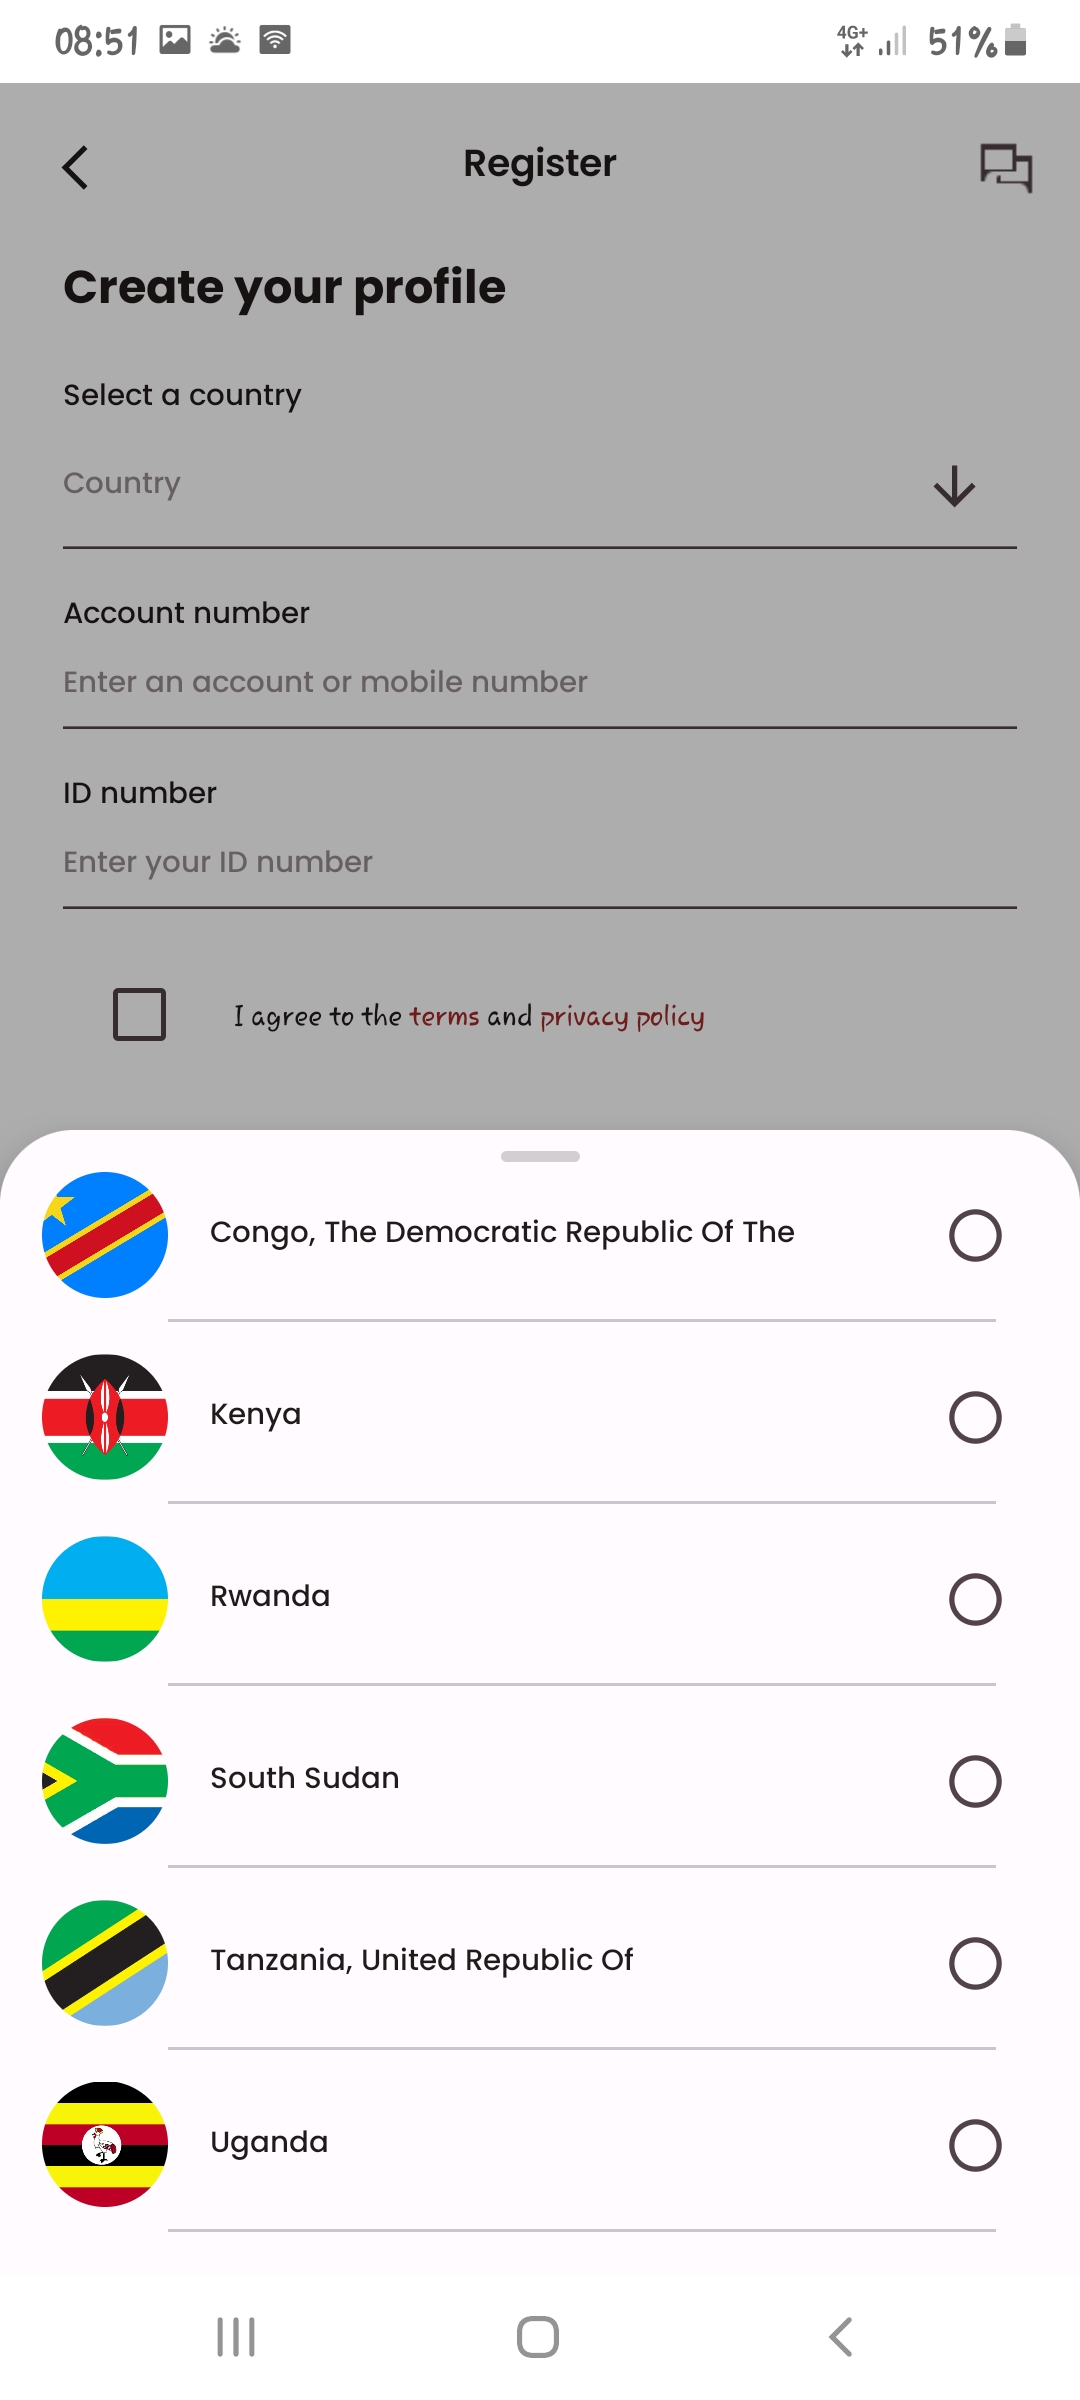 08:51
4G+ 51%
Register
Create your profile
Select a country
Country
Account number
Enter an account or mobile number
ID number
Enter your ID number
I agree to the terms and privacy policy
Congo, The Democratic Republic Of The
Kenya
Rwanda
South Sudan
Tanzania, United Republic Of
Uganda